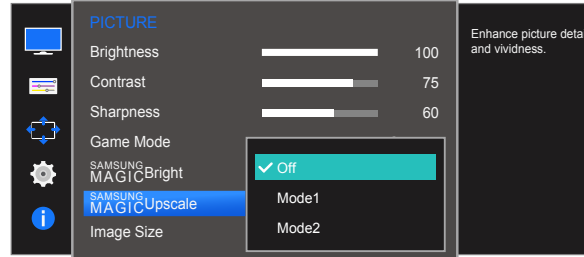 PICTURE
Brightness 100
Contrast 75
Sharpness 60
Game Mode
SAMSUNG
MAGICBright
SAMSUNG
MAGICUpscale
Image Size
Off
Mode1
Mode2
Enhance picture detai
and vividness.